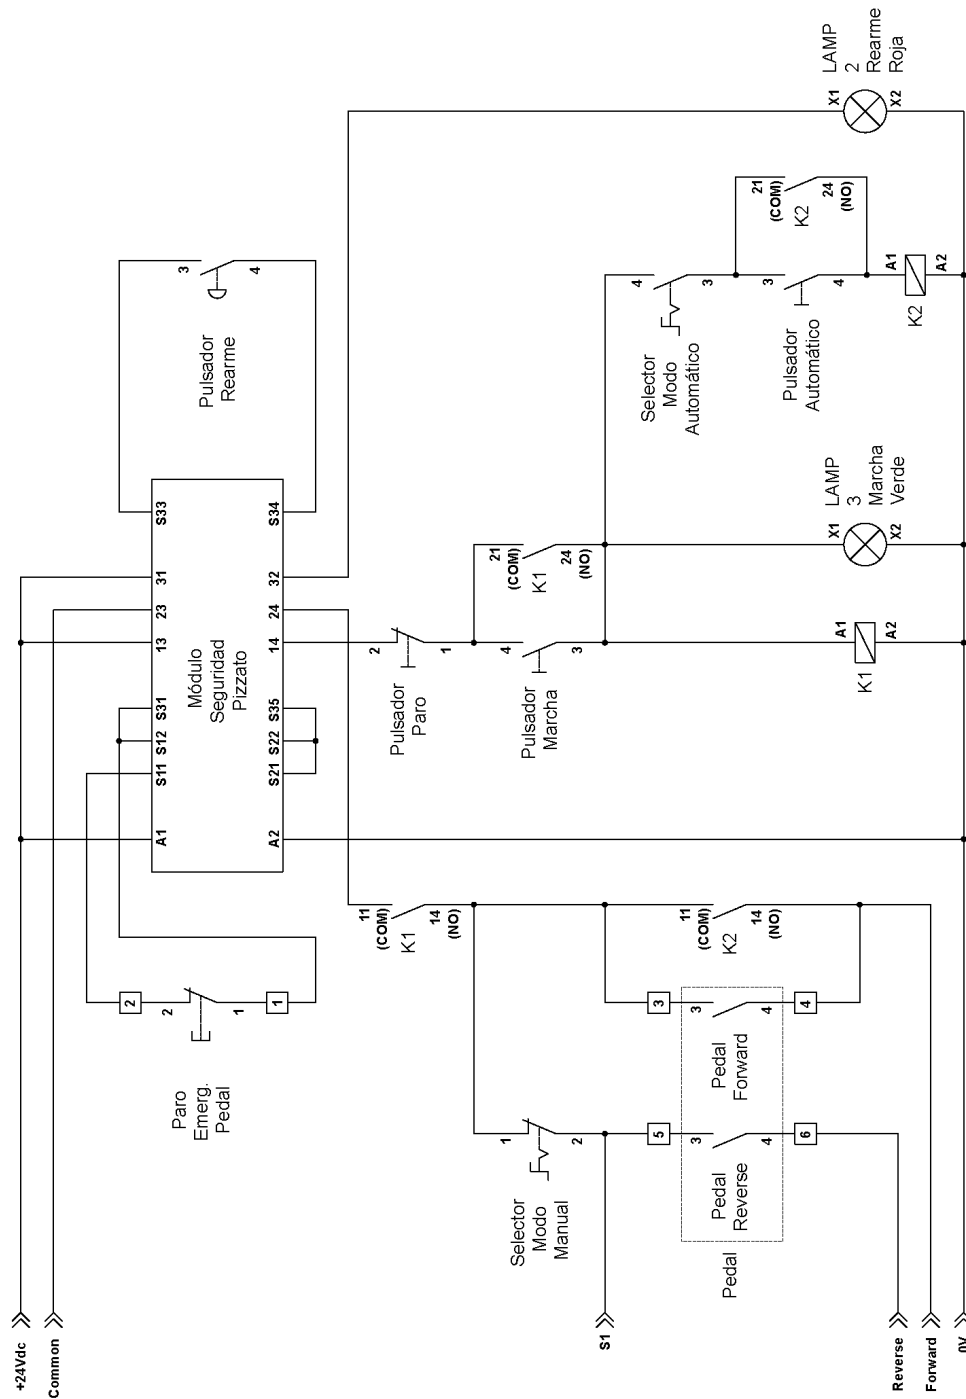 +24Vdc
Common
Paro
Emerg.
Pedal
2
2
1
1
A1
S11
S12
S31
13
23
31
S33
Módulo
Seguridad
Pizzato
A2
S21
S22
S35
14
24
32
S34
Pulsador
Rearme
3
4
11
(COM)
K1
14
(NO)
Pulsador
Paro
2
1
Selector
Modo
Manual
1
2
Pulsador
Marcha
4
3
21
(COM)
K1
24
(NO)
S1
5
3
Pedal
Pedal
Reverse
3
4
Pedal
Forward
3
4
6
4
11
(COM)
K2
14
(NO)
Selector
Modo
Automático
4
3
Pulsador
Automático
3
4
21
(COM)
K2
24
(NO)
K1
A1
A2
LAMP
3
Marcha
Verde
X1
X2
K2
A1
A2
LAMP
2
Rearme
Roja
X1
X2
Reverse
Forward
0V